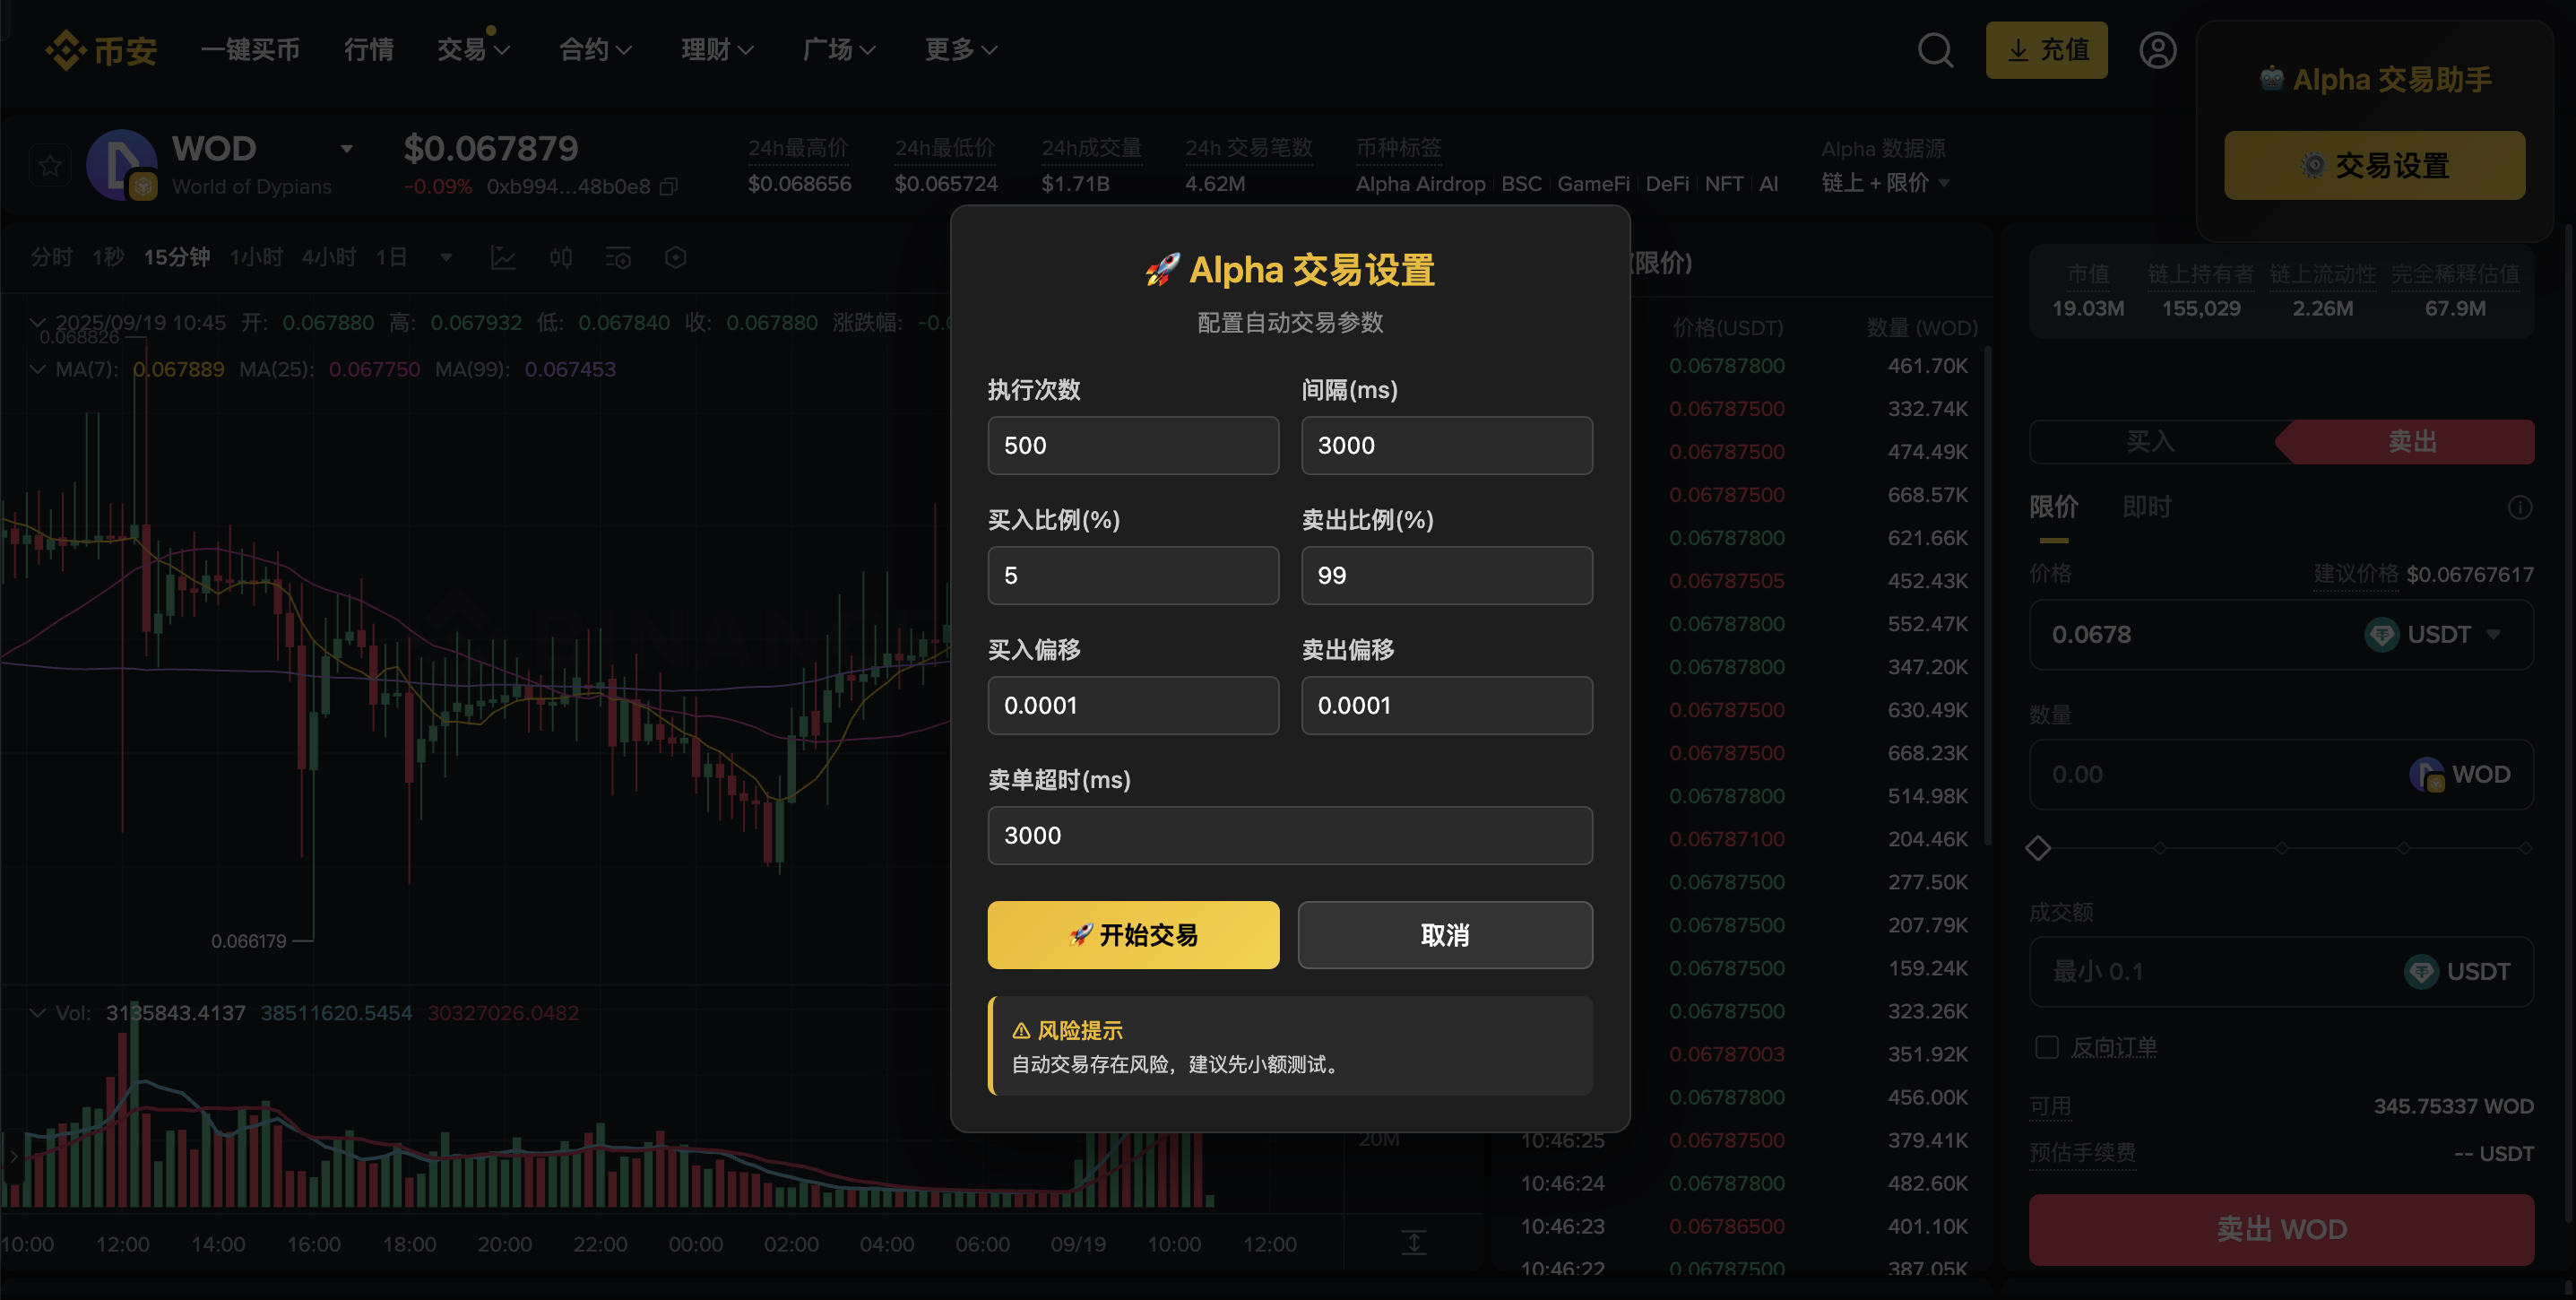 币安 一键买币 行情 交易 合约 理财 广场 更多 充值
🤖 Alpha 交易助手
⚙️ 交易设置
WOD $0.067879
World of Dypians -0.09% 0xb994...48b0e8
24h最高价 24h最低价 24h成交量 24h 交易笔数 币种标签 Alpha 数据源
$0.068656 $0.065724 $1.71B 4.62M Alpha Airdrop BSC GameFi DeFi NFT AI 链上 + 限价
分时 1秒 15分钟 1小时 4小时 1日
2025/09/19 10:45 开: 0.067880 高: 0.067932 低: 0.067840 收: 0.067880 涨跌幅: -0.0
0.068826
MA(7): 0.067889 MA(25): 0.067750 MA(99): 0.067453
0.066179
Vol: 3135843.4137 38511620.5454 30327026.0482
20M
10:00 12:00 14:00 16:00 18:00 20:00 22:00 00:00 02:00 04:00 06:00 09/19 10:00 12:00
🚀 Alpha 交易设置
配置自动交易参数
执行次数 间隔(ms)
500 3000
买入比例(%) 卖出比例(%)
5 99
买入偏移 卖出偏移
0.0001 0.0001
卖单超时(ms)
3000
🚀 开始交易 取消
⚠ 风险提示
自动交易存在风险，建议先小额测试。
(限价)
价格(USDT) 数量 (WOD)
0.06787800 461.70K
0.06787500 332.74K
0.06787500 474.49K
0.06787500 668.57K
0.06787800 621.66K
0.06787505 452.43K
0.06787800 552.47K
0.06787800 347.20K
0.06787500 630.49K
0.06787500 668.23K
0.06787800 514.98K
0.06787100 204.46K
0.06787500 277.50K
0.06787500 207.79K
0.06787500 159.24K
0.06787500 323.26K
0.06787003 351.92K
0.06787800 456.00K
10:46:25 0.06787500 379.41K
10:46:24 0.06787800 482.60K
10:46:23 0.06786500 401.10K
10:46:22 0.06787500 387.05K
市值 链上持有者 链上流动性 完全稀释估值
19.03M 155,029 2.26M 67.9M
买入 卖出
限价 即时
价格 建议价格 $0.06767617
0.0678 USDT
数量
0.00 WOD
成交额
最小 0.1 USDT
反向订单
可用 345.75337 WOD
预估手续费 -- USDT
卖出 WOD